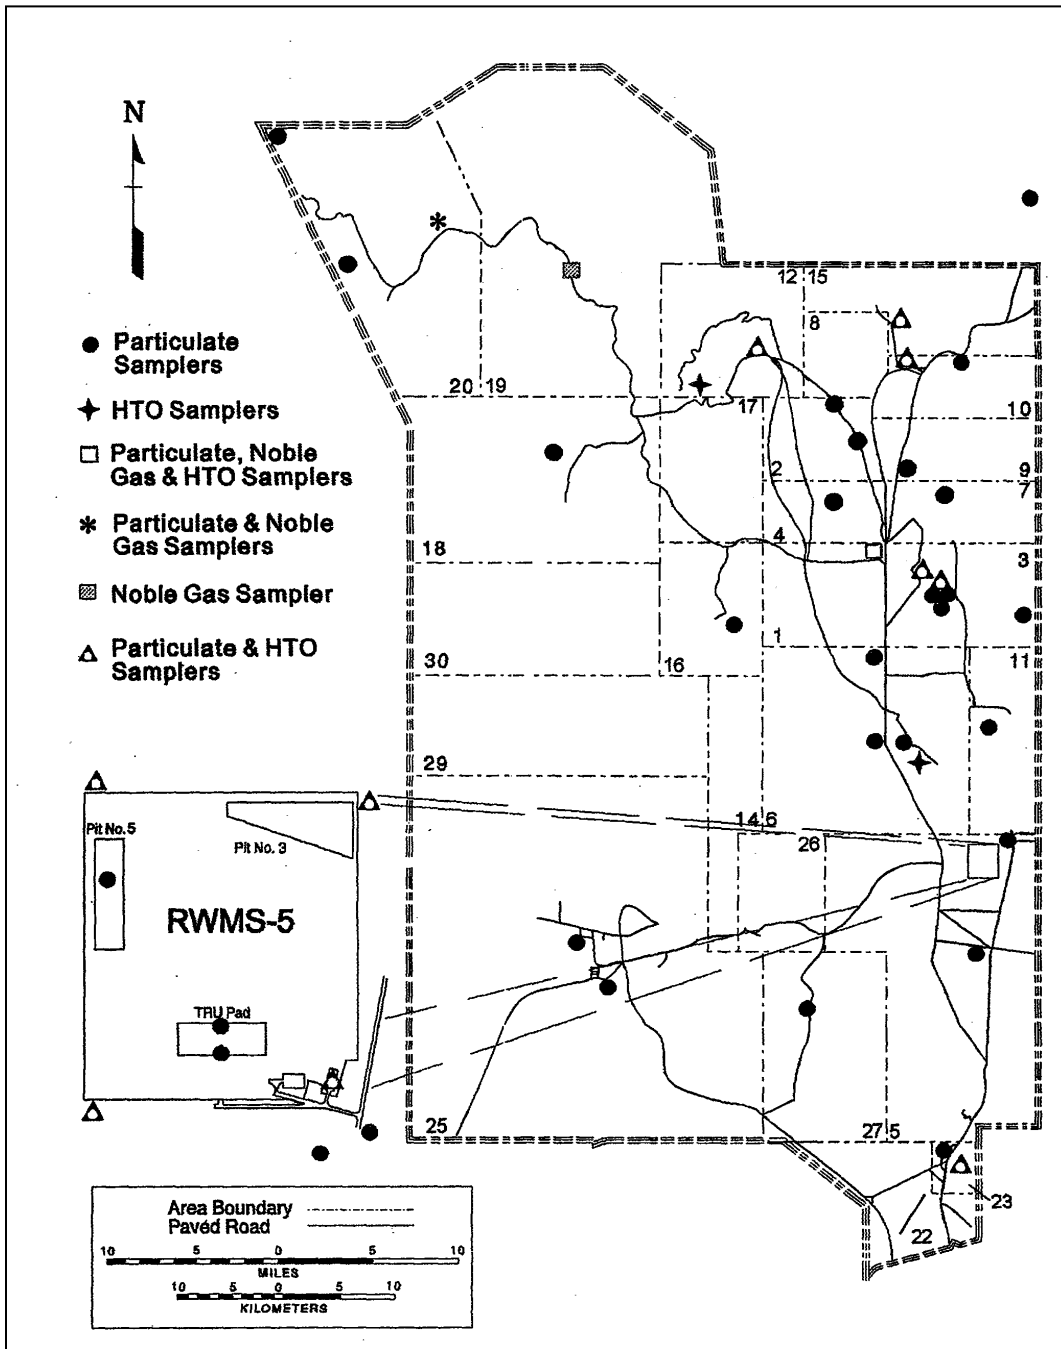 N
Particulate
Samplers
HTO Samplers
Particulate, Noble
Gas & HTO Samplers
Particulate & Noble
Gas Samplers
Noble Gas Sampler
Particulate & HTO
Samplers
12 15
8
20 19
17
10
2
9
7
18
4
3
1
30
16
11
29
14 6
26
Pit No. 5
Pit No. 3
RWMS-5
TRU Pad
25
27 5
23
22
Area Boundary
Paved Road
10 5 0 5 10
MILES
10 5 0 5 10
KILOMETERS